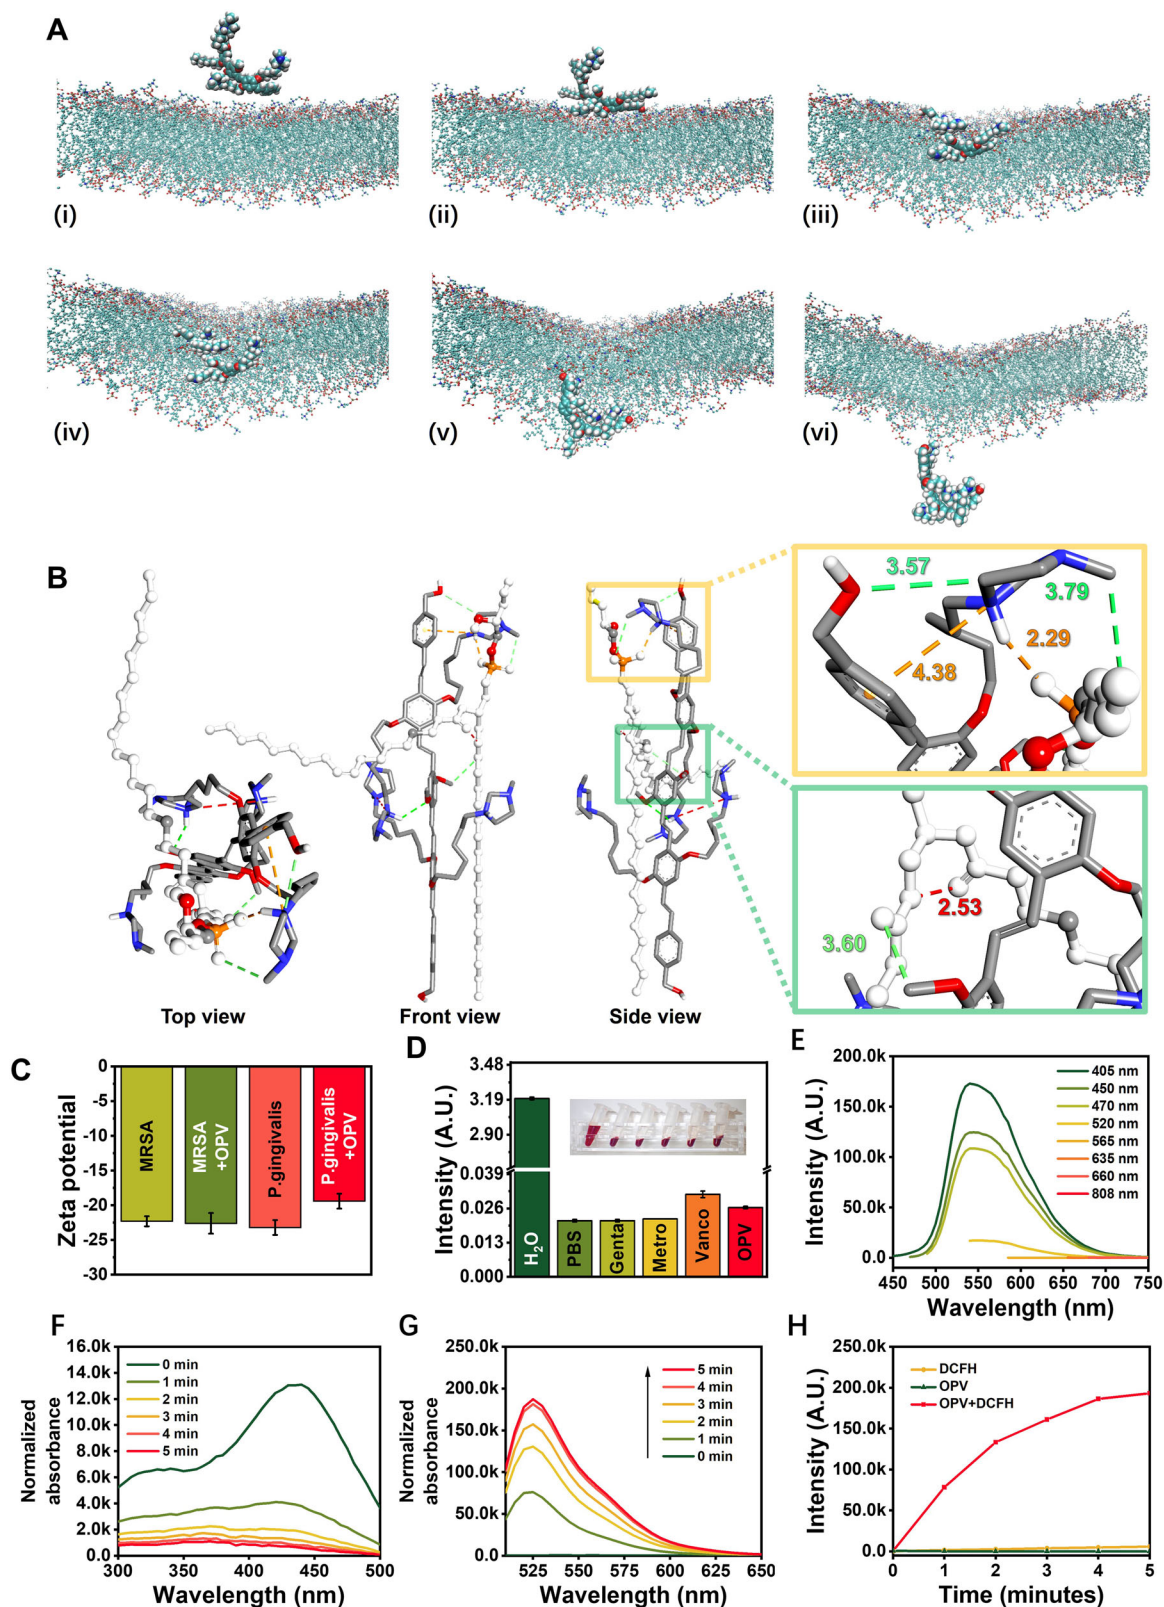 A
(i)
(ii)
(iii)
(iv)
(v)
(vi)
B
Top view
Front view
Side view
3.57
3.79
2.29
4.38
2.53
3.60
C
Zeta potential
0
-5
-10
-15
-20
-25
-30
MRSA
MRSA
+OPV
P.gingivalis
P.gingivalis
+OPV
D
Intensity (A.U.)
3.48
3.19
2.90
0.039
0.026
0.013
0.000
H₂O
PBS
Genta
Metro
Vanco
OPV
E
Intensity (A.U.)
200.0k
150.0k
100.0k
50.0k
0.0
405 nm
450 nm
470 nm
520 nm
565 nm
635 nm
660 nm
808 nm
450 500 550 600 650 700 750
Wavelength (nm)
F
Normalized
absorbance
16.0k
14.0k
12.0k
10.0k
8.0k
6.0k
4.0k
2.0k
0.0
0 min
1 min
2 min
3 min
4 min
5 min
300 350 400 450 500
Wavelength (nm)
G
Normalized
absorbance
250.0k
200.0k
150.0k
100.0k
50.0k
0.0
5 min
4 min
3 min
2 min
1 min
0 min
525 550 575 600 625 650
Wavelength (nm)
H
Intensity (A.U.)
250.0k
200.0k
150.0k
100.0k
50.0k
0.0
DCFH
OPV
OPV+DCFH
0 1 2 3 4 5
Time (minutes)